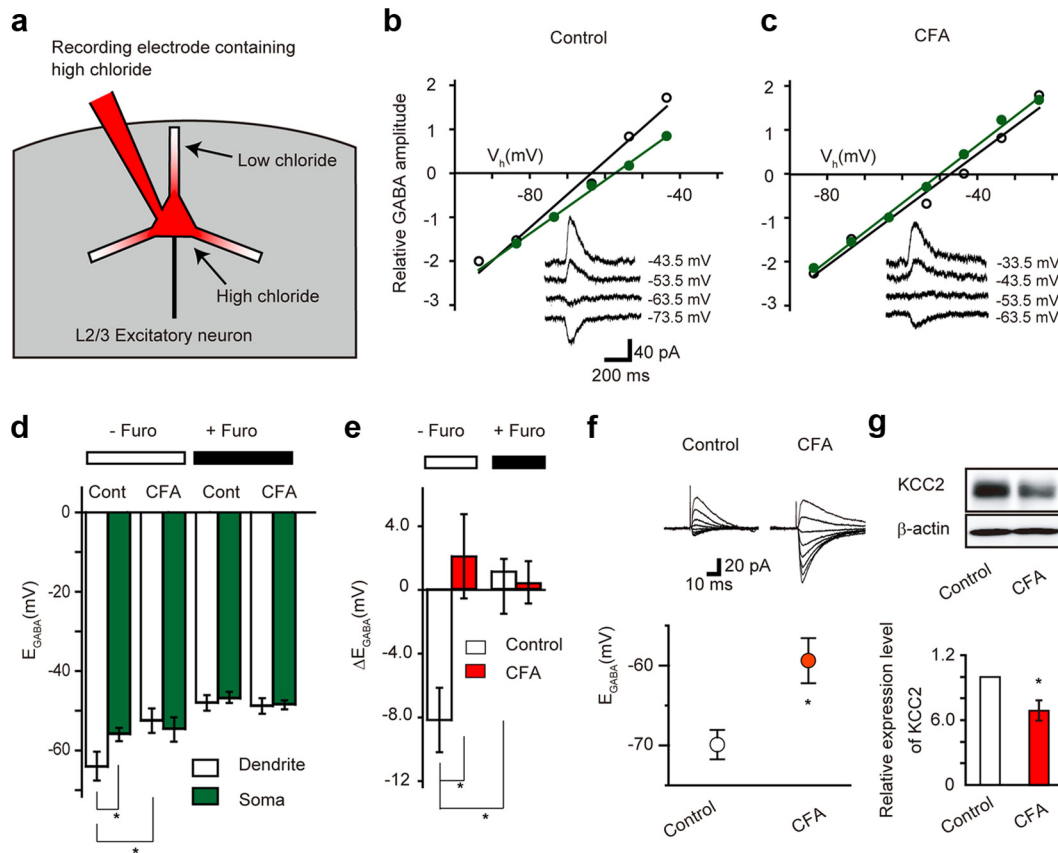 a
Recording electrode containing
high chloride
Low chloride
High chloride
L2/3 Excitatory neuron
b
Control
Relative GABA amplitude
2
1
0
-1
-2
-3
Vh(mV)
-80
-40
-43.5 mV
-53.5 mV
-63.5 mV
-73.5 mV
40 pA
200 ms
c
CFA
2
1
0
-1
-2
-3
Vh(mV)
-80
-40
-33.5 mV
-43.5 mV
-53.5 mV
-63.5 mV
d
- Furo
+ Furo
Cont
CFA
Cont
CFA
EGABA(mV)
0
-20
-40
-60
Dendrite
Soma
*
*
e
- Furo
+ Furo
ΔEGABA(mV)
4.0
0
-4.0
-8.0
-12
Control
CFA
*
*
f
Control
CFA
20 pA
10 ms
EGABA(mV)
-60
-70
*
Control
CFA
g
KCC2
β-actin
Control
CFA
Relative expression level
of KCC2
1.2
6.0
0
*
Control
CFA